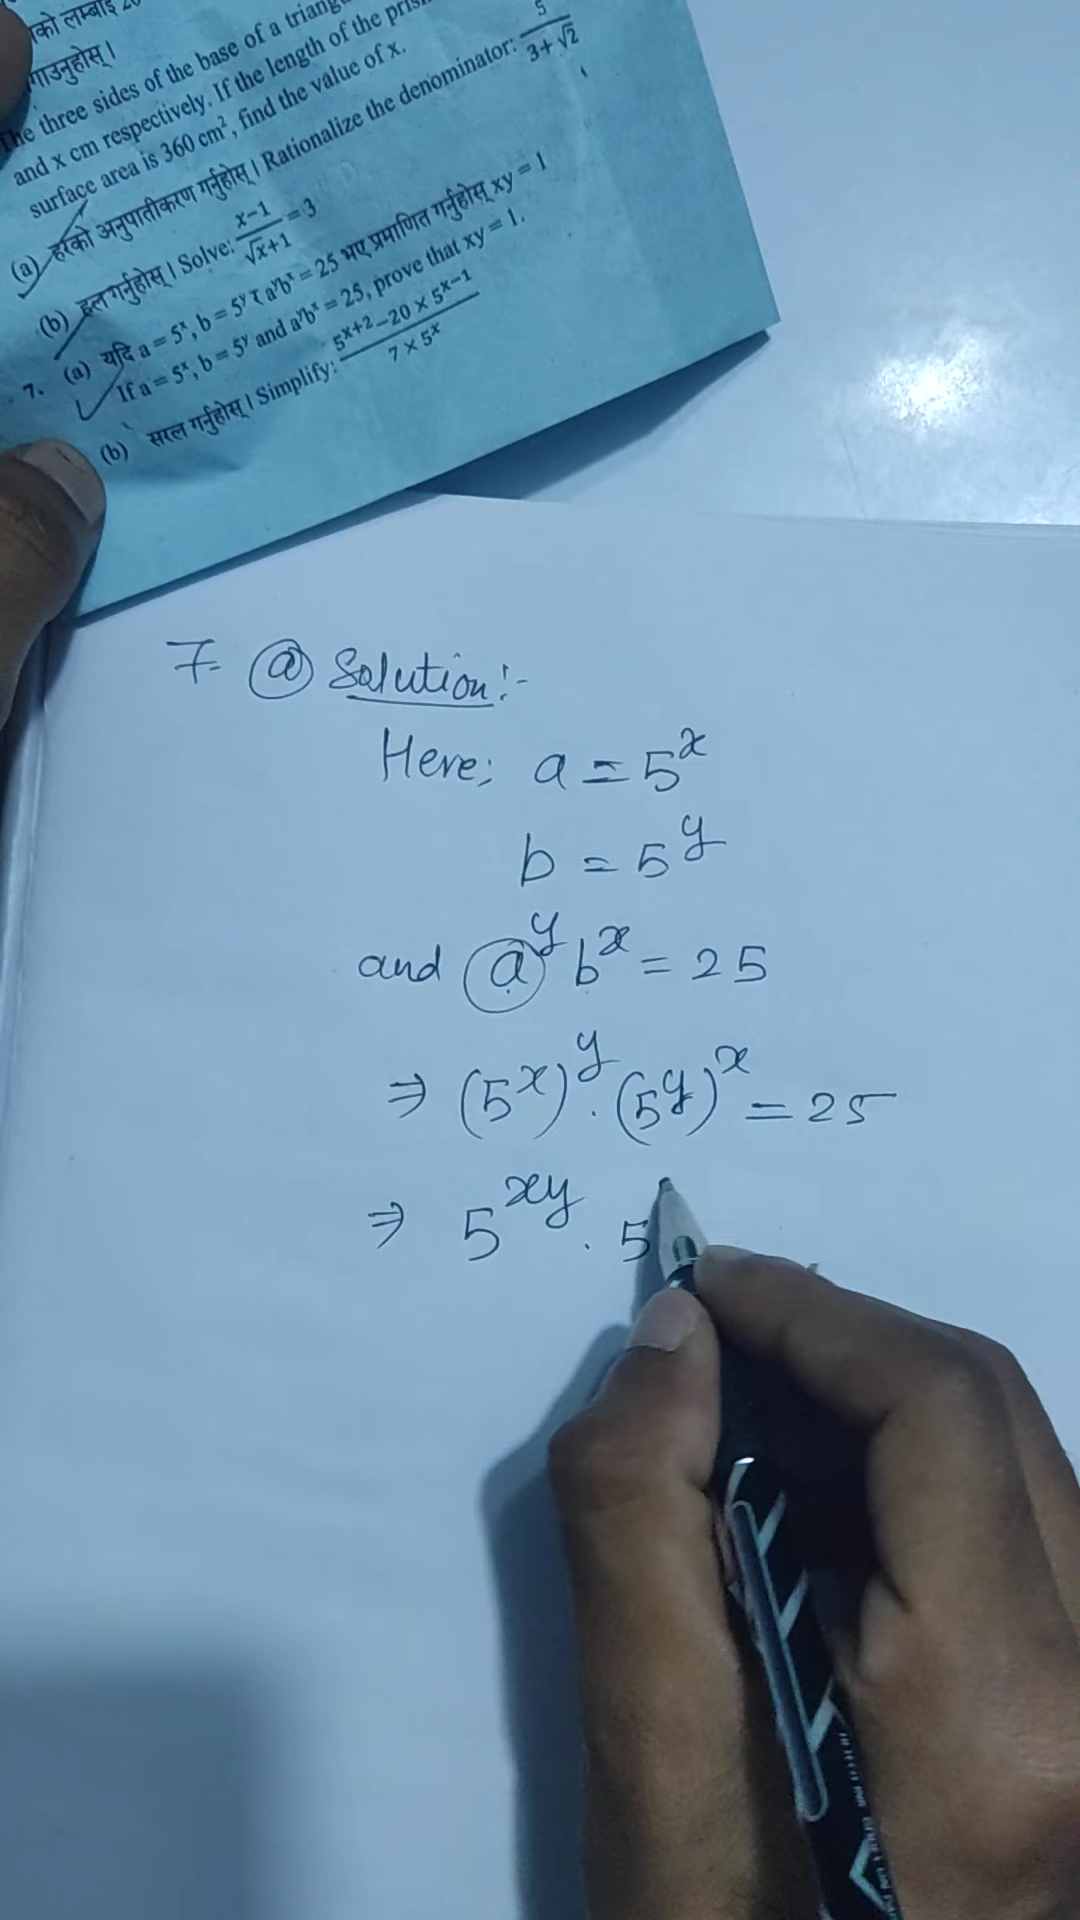 को लम्बाइ 20
गाउनुहोस् ।
The three sides of the base of a triang
and x cm respectively. If the length of the pris
surface area is 360 cm², find the value of x.
(a) हरको अनुपातीकरण गर्नुहोस् । Rationalize the denominator: 5/(3+√2)
(b) हल गर्नुहोस् । Solve: (x−1)/(√x+1) = 3
7. (a) यदि a = 5ˣ, b = 5ʸ र aʸbˣ = 25 भए प्रमाणित गर्नुहोस् xy = 1
If a = 5ˣ, b = 5ʸ and aʸbˣ = 25, prove that xy = 1.
(b) सरल गर्नुहोस् । Simplify: (5ˣ⁺²−20×5ˣ⁻¹)/(7×5ˣ)
7. (a) Solution:-
Here; a = 5ˣ
b = 5ʸ
and aʸ bˣ = 25
⇒ (5ˣ)ʸ . (5ʸ)ˣ = 25
⇒ 5ˣʸ . 5